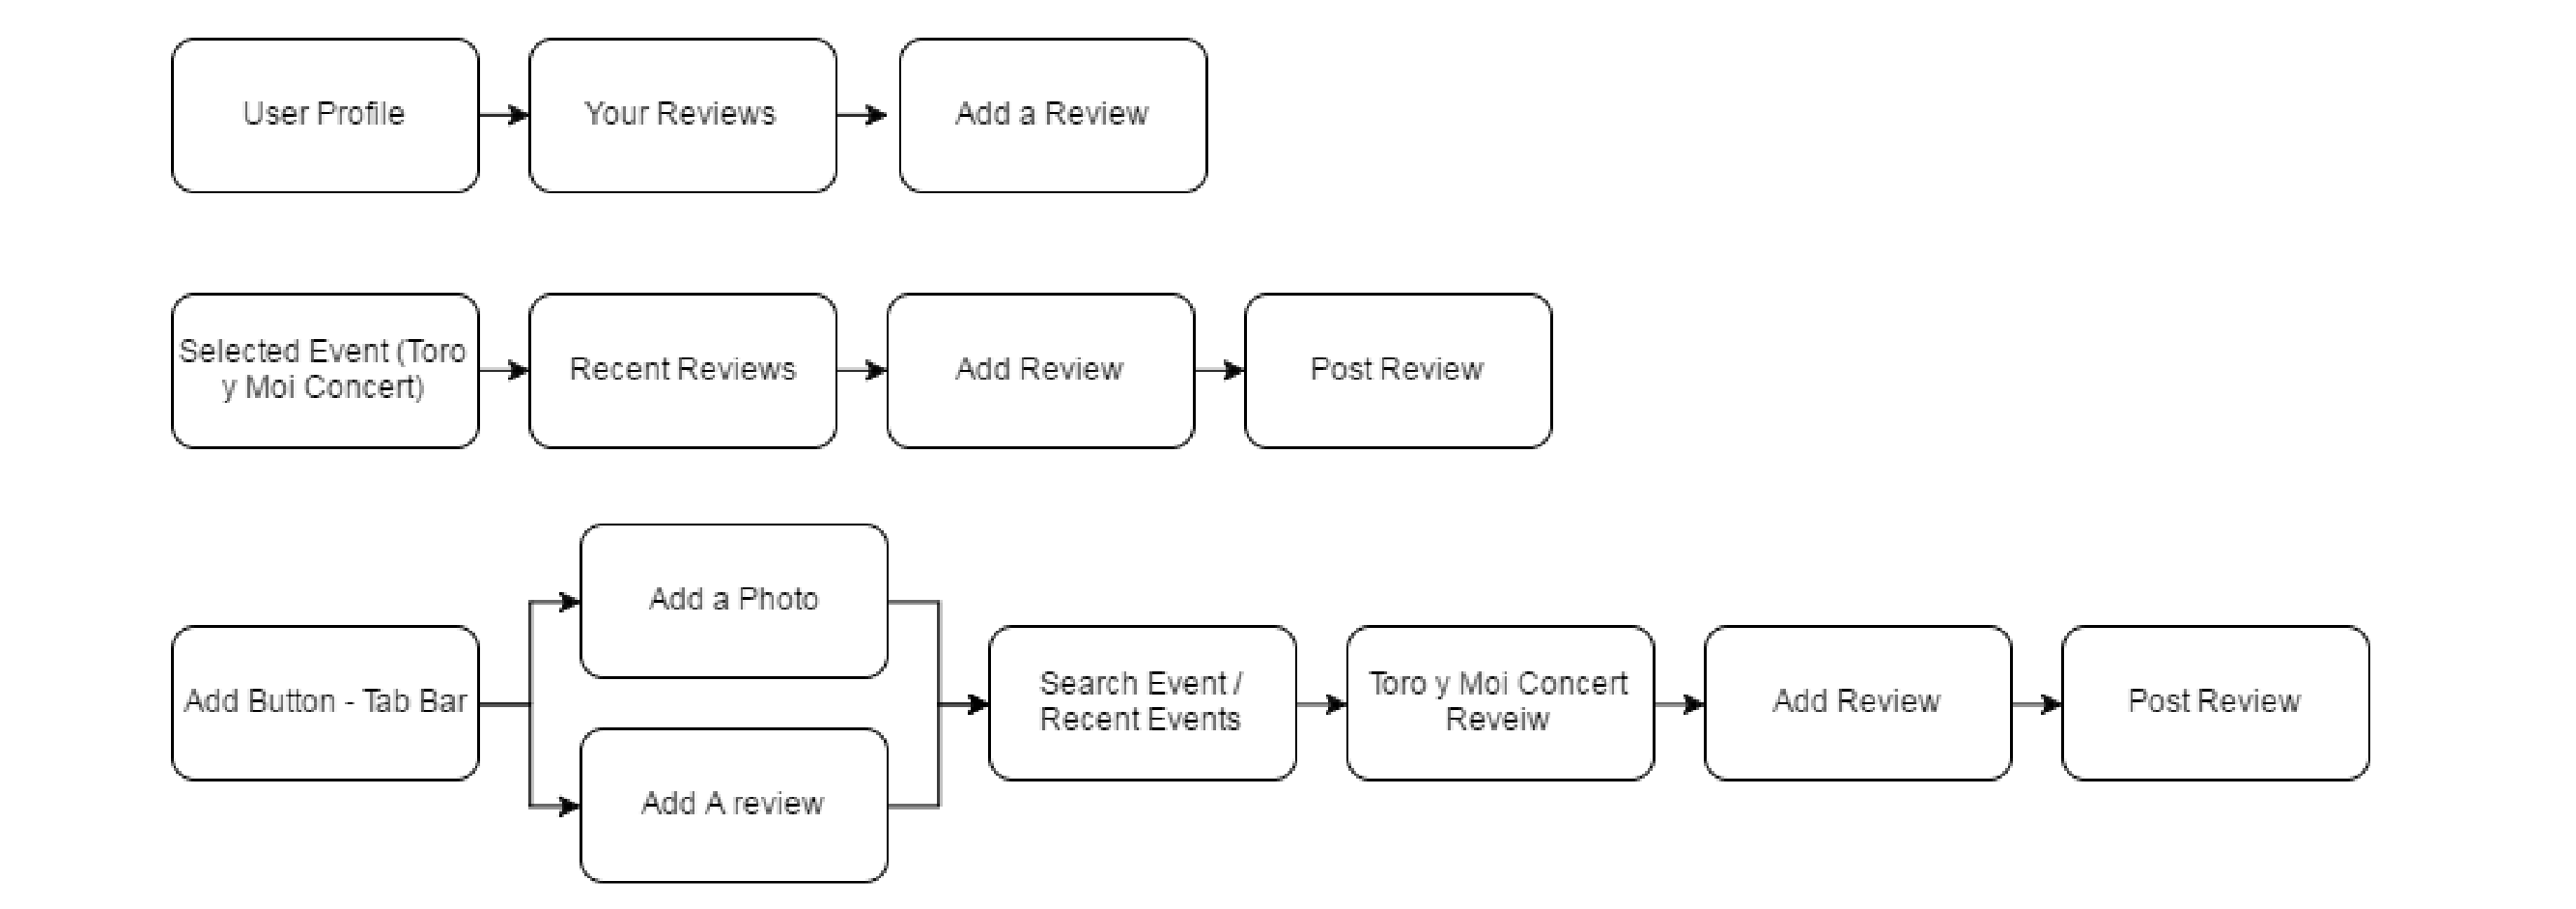 User Profile
Your Reviews
Add a Review
Selected Event (Toro
y Moi Concert)
Recent Reviews
Add Review
Post Review
Add Button - Tab Bar
Add a Photo
Add A review
Search Event /
Recent Events
Toro y Moi Concert
Reveiw
Add Review
Post Review